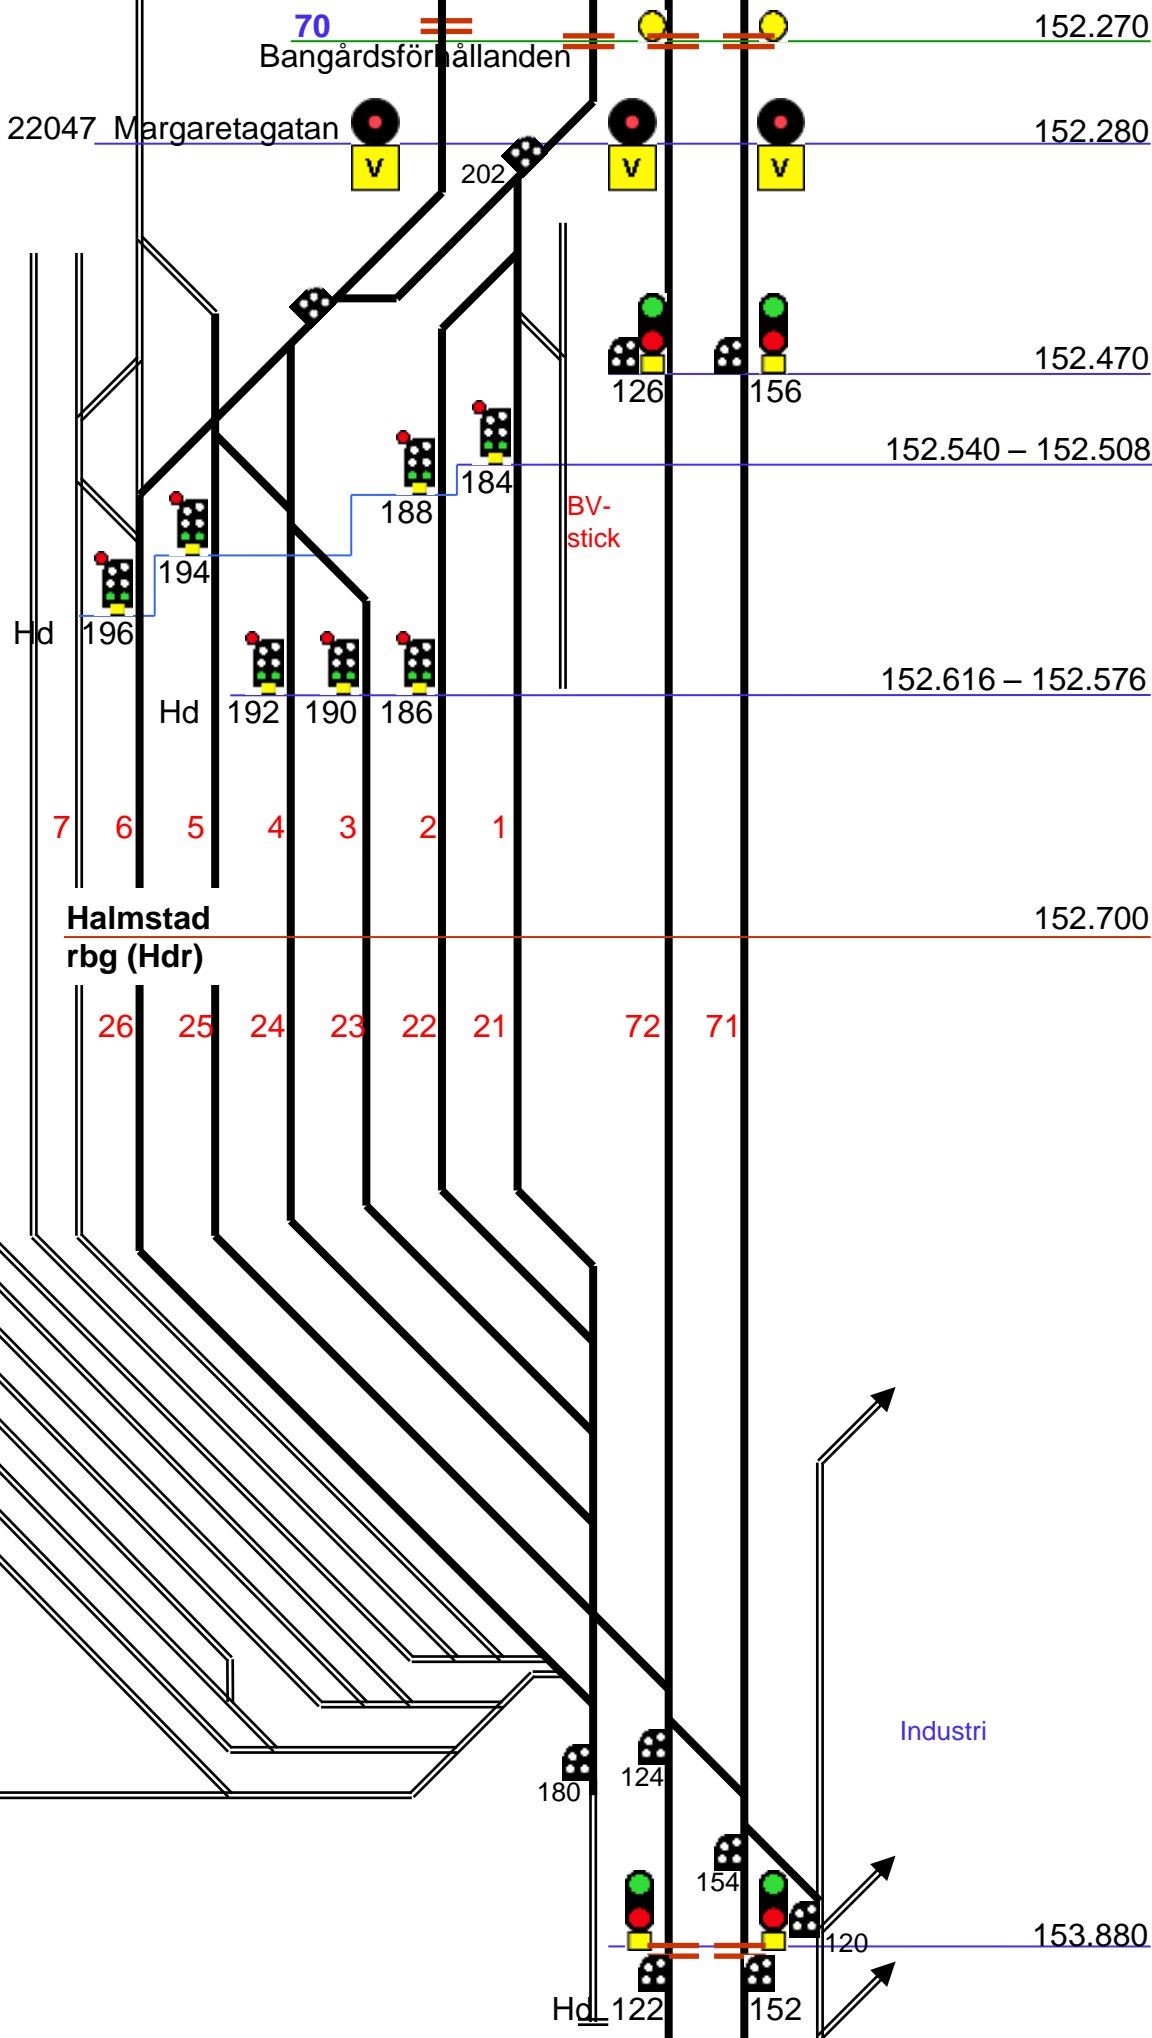 70
152.270
Bangårdsförhållanden
22047 Margaretagatan
152.280
V V V
202
152.470
126 156
152.540 – 152.508
184
188
BV-
stick
194
Hd 196
152.616 – 152.576
Hd 192 190 186
7 6 5 4 3 2 1
Halmstad
rbg (Hdr)
152.700
26 25 24 23 22 21 72 71
Industri
180 124
154
120
153.880
Hd 122 152